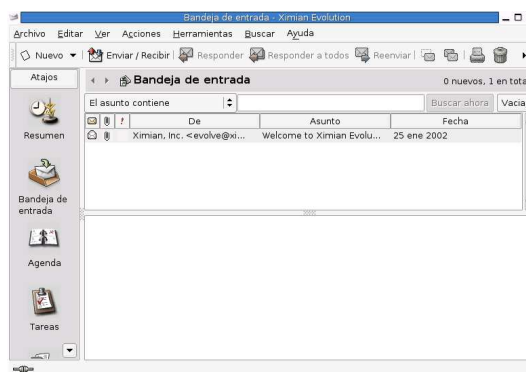 Bandeja de entrada - Ximian Evolution
Archivo Editar Ver Acciones Herramientas Buscar Ayuda
Nuevo Enviar / Recibir Responder Responder a todos Reenviar
Atajos
Bandeja de entrada
0 nuevos, 1 en tota
El asunto contiene
Buscar ahora
Vacia
! De Asunto Fecha
Ximian, Inc. <evolve@xi... Welcome to Ximian Evolu... 25 ene 2002
Resumen
Bandeja de
entrada
Agenda
Tareas